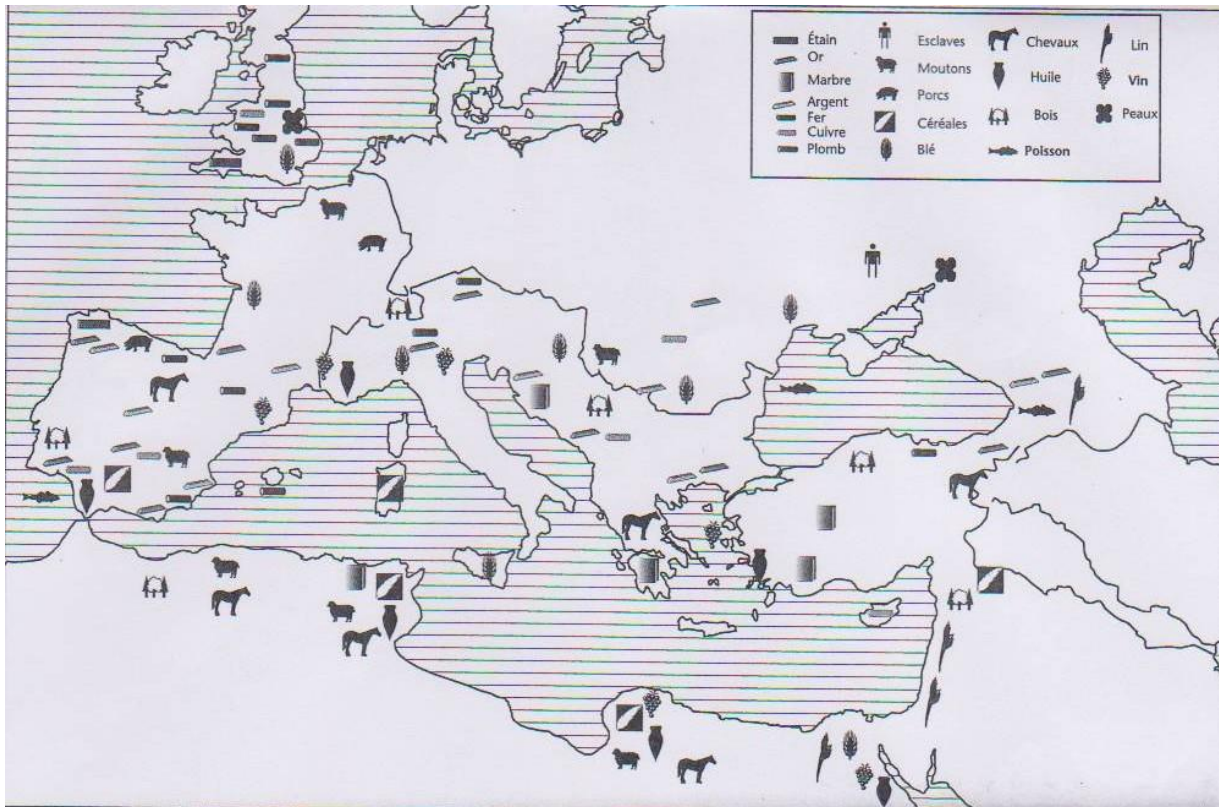 Étain
Or
Marbre
Argent
Fer
Cuivre
Plomb
Esclaves
Moutons
Porcs
Céréales
Blé
Chevaux
Huile
Bois
Poisson
Lin
Vin
Peaux